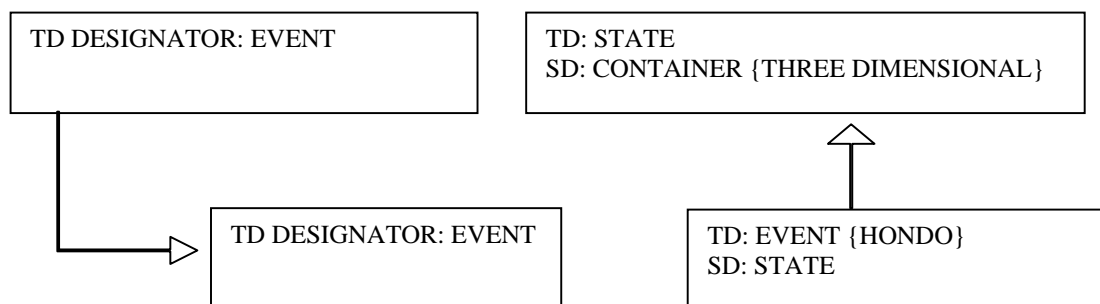 TD DESIGNATOR: EVENT
TD: STATE
SD: CONTAINER {THREE DIMENSIONAL}
TD DESIGNATOR: EVENT
TD: EVENT {HONDO}
SD: STATE